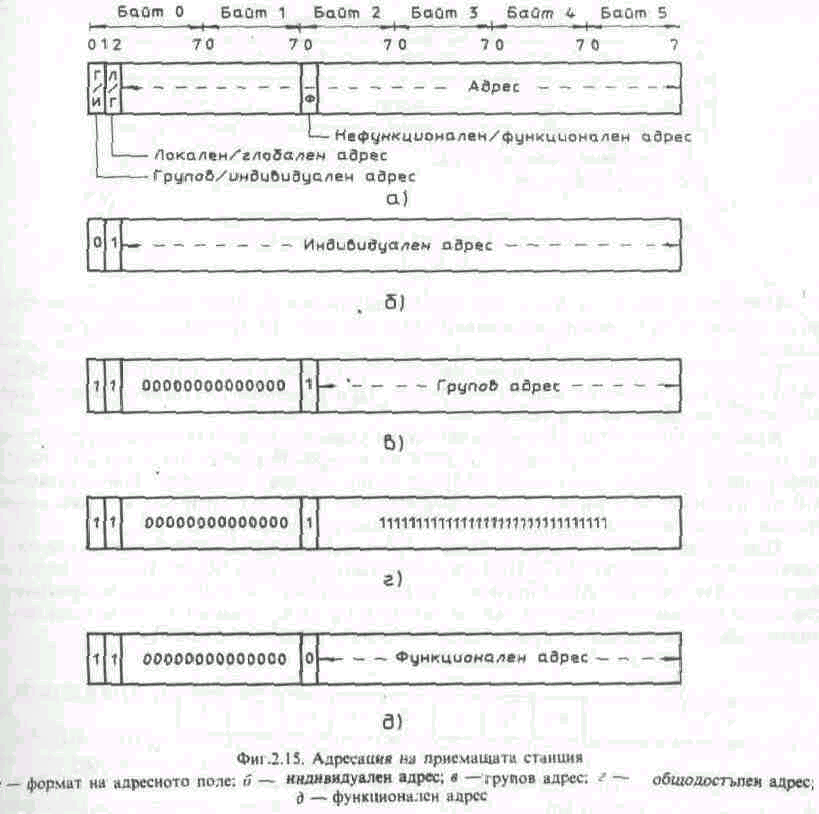 Байт 0 Байт 1 Байт 2 Байт 3 Байт 4 Байт 5
0 1 2 7 0 7 0 7 0 7 0 7 0 7
Г/И Л/Г Ф Адрес
Нефункционален/функционален адрес
Локален/глобален адрес
Групов/индивидуален адрес
а)
0 1 Индивидуален адрес
б)
1 1 00000000000000 1 Групов адрес
в)
1 1 00000000000000 1 1111111111111111111111111111111
г)
1 1 00000000000000 0 Функционален адрес
д)
Фиг.2.15. Адресация на приемащата станция
— формат на адресното поле; б — индивидуален адрес; в — групов адрес; г — общодостъпен адрес;
д — функционален адрес